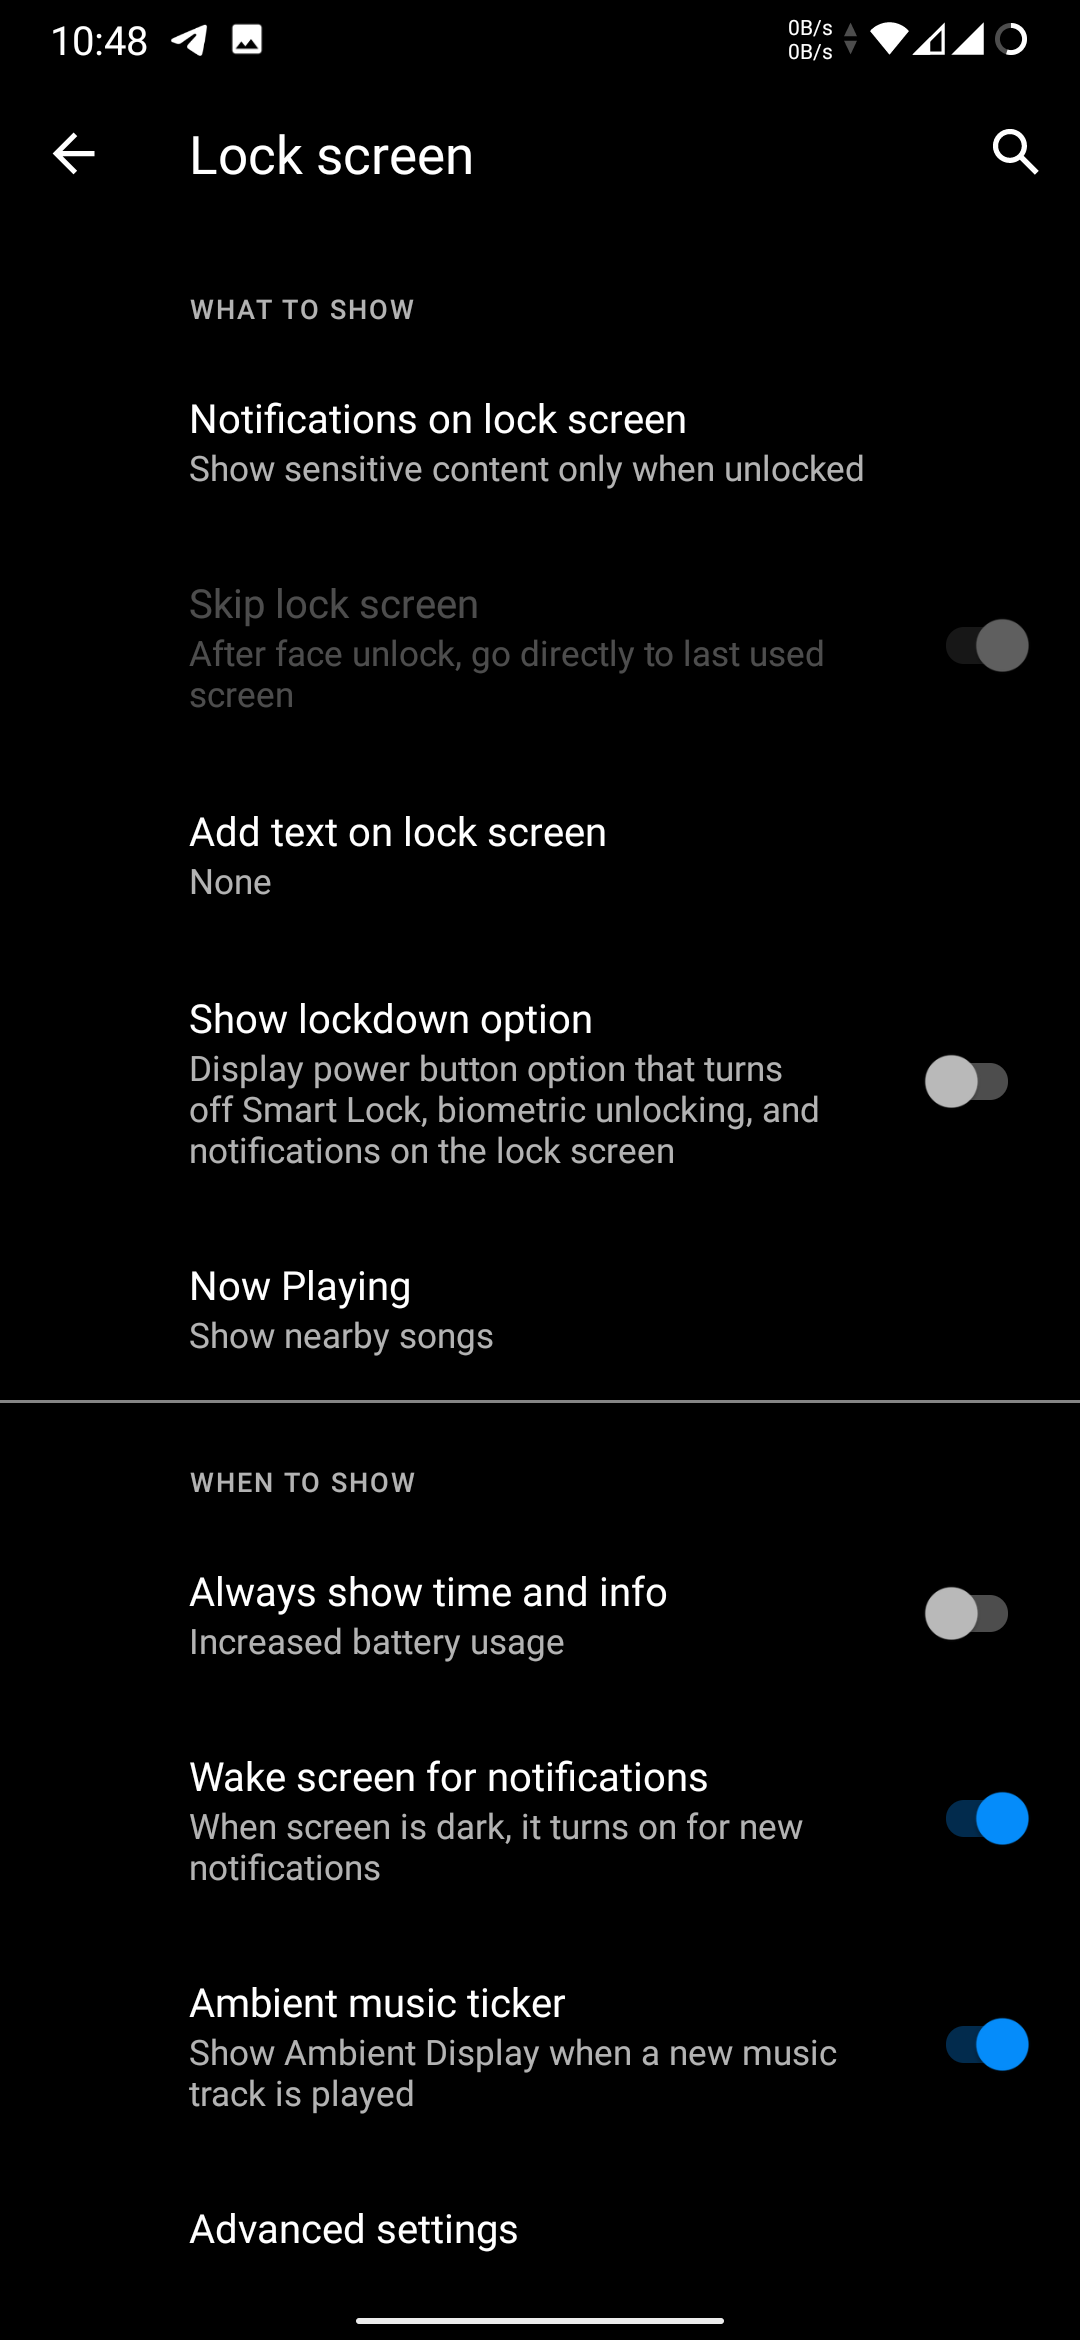 10:48
0B/s
0B/s
Lock screen
WHAT TO SHOW
Notifications on lock screen
Show sensitive content only when unlocked
Skip lock screen
After face unlock, go directly to last used
screen
Add text on lock screen
None
Show lockdown option
Display power button option that turns
off Smart Lock, biometric unlocking, and
notifications on the lock screen
Now Playing
Show nearby songs
WHEN TO SHOW
Always show time and info
Increased battery usage
Wake screen for notifications
When screen is dark, it turns on for new
notifications
Ambient music ticker
Show Ambient Display when a new music
track is played
Advanced settings